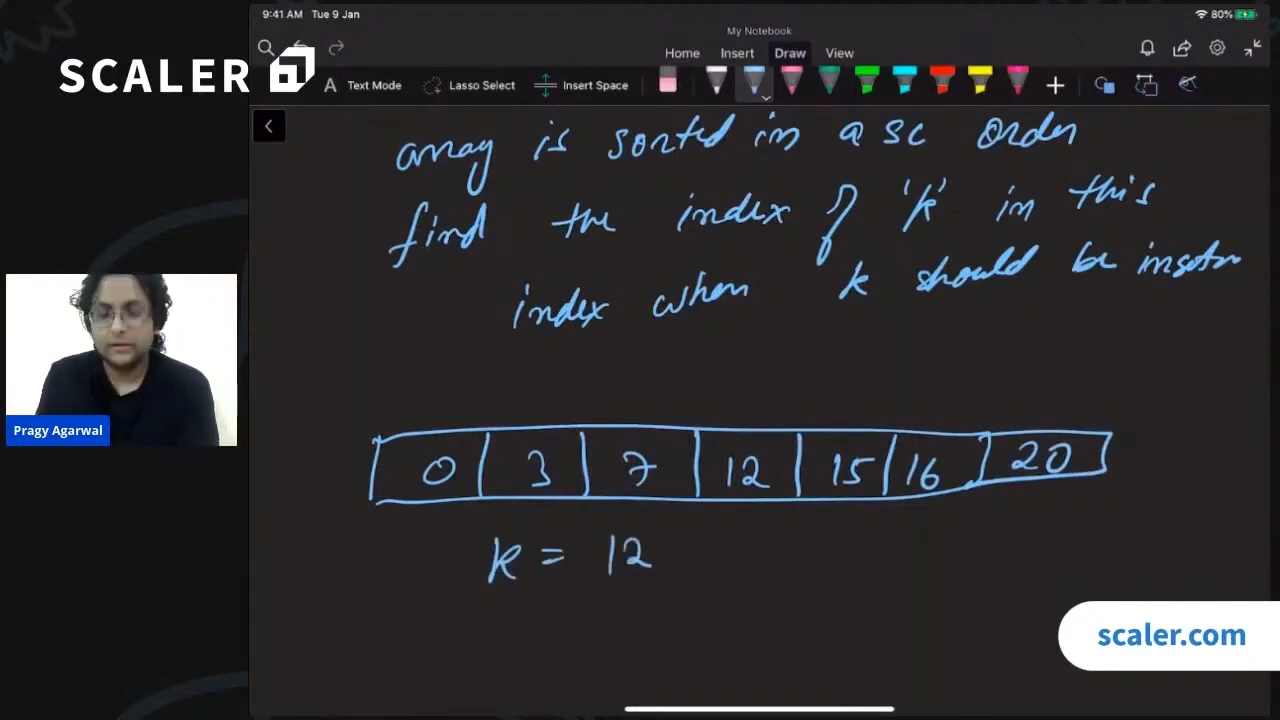 9:41 AM Tue 9 Jan
80%
My Notebook
Home Insert Draw View
SCALER
Text Mode Lasso Select Insert Space
array is sorted in asc order
find the index of 'k' in this
index when k should be
0 3 7 12 15 16 20
k = 12
Pragy Agarwal
scaler.com